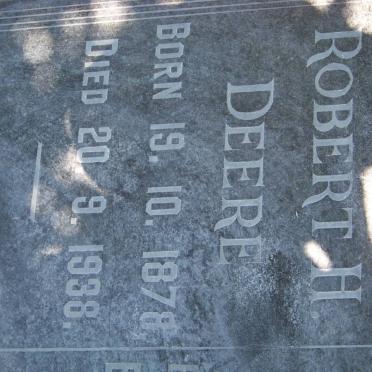 ROBERT H.
DEERE
BORN 19. 10. 1878.
DIED 20. 9. 1938.